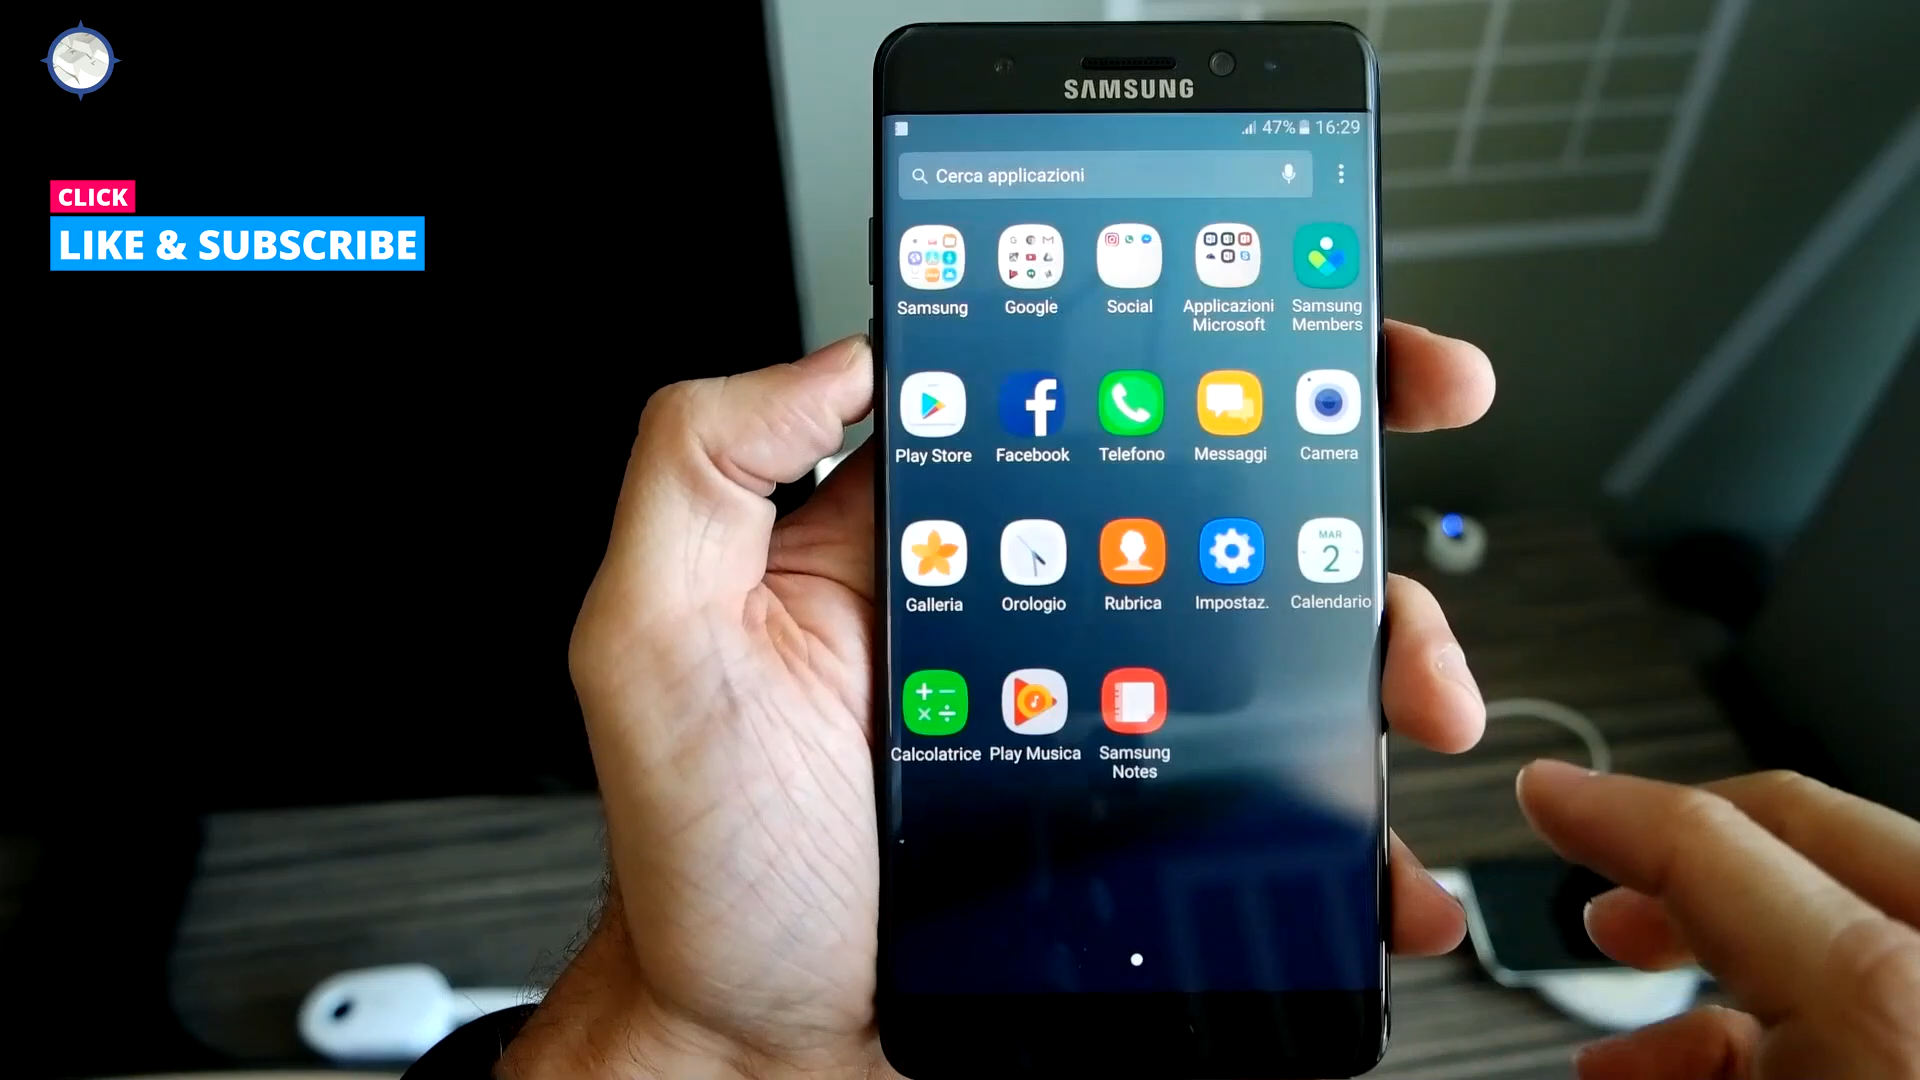 CLICK
LIKE & SUBSCRIBE
SAMSUNG
47% 16:29
Cerca applicazioni
Samsung
Google
Social
Applicazioni
Microsoft
Samsung
Members
Play Store
Facebook
Telefono
Messaggi
Camera
MAR
2
Galleria
Orologio
Rubrica
Impostaz.
Calendario
Calcolatrice
Play Musica
Samsung
Notes